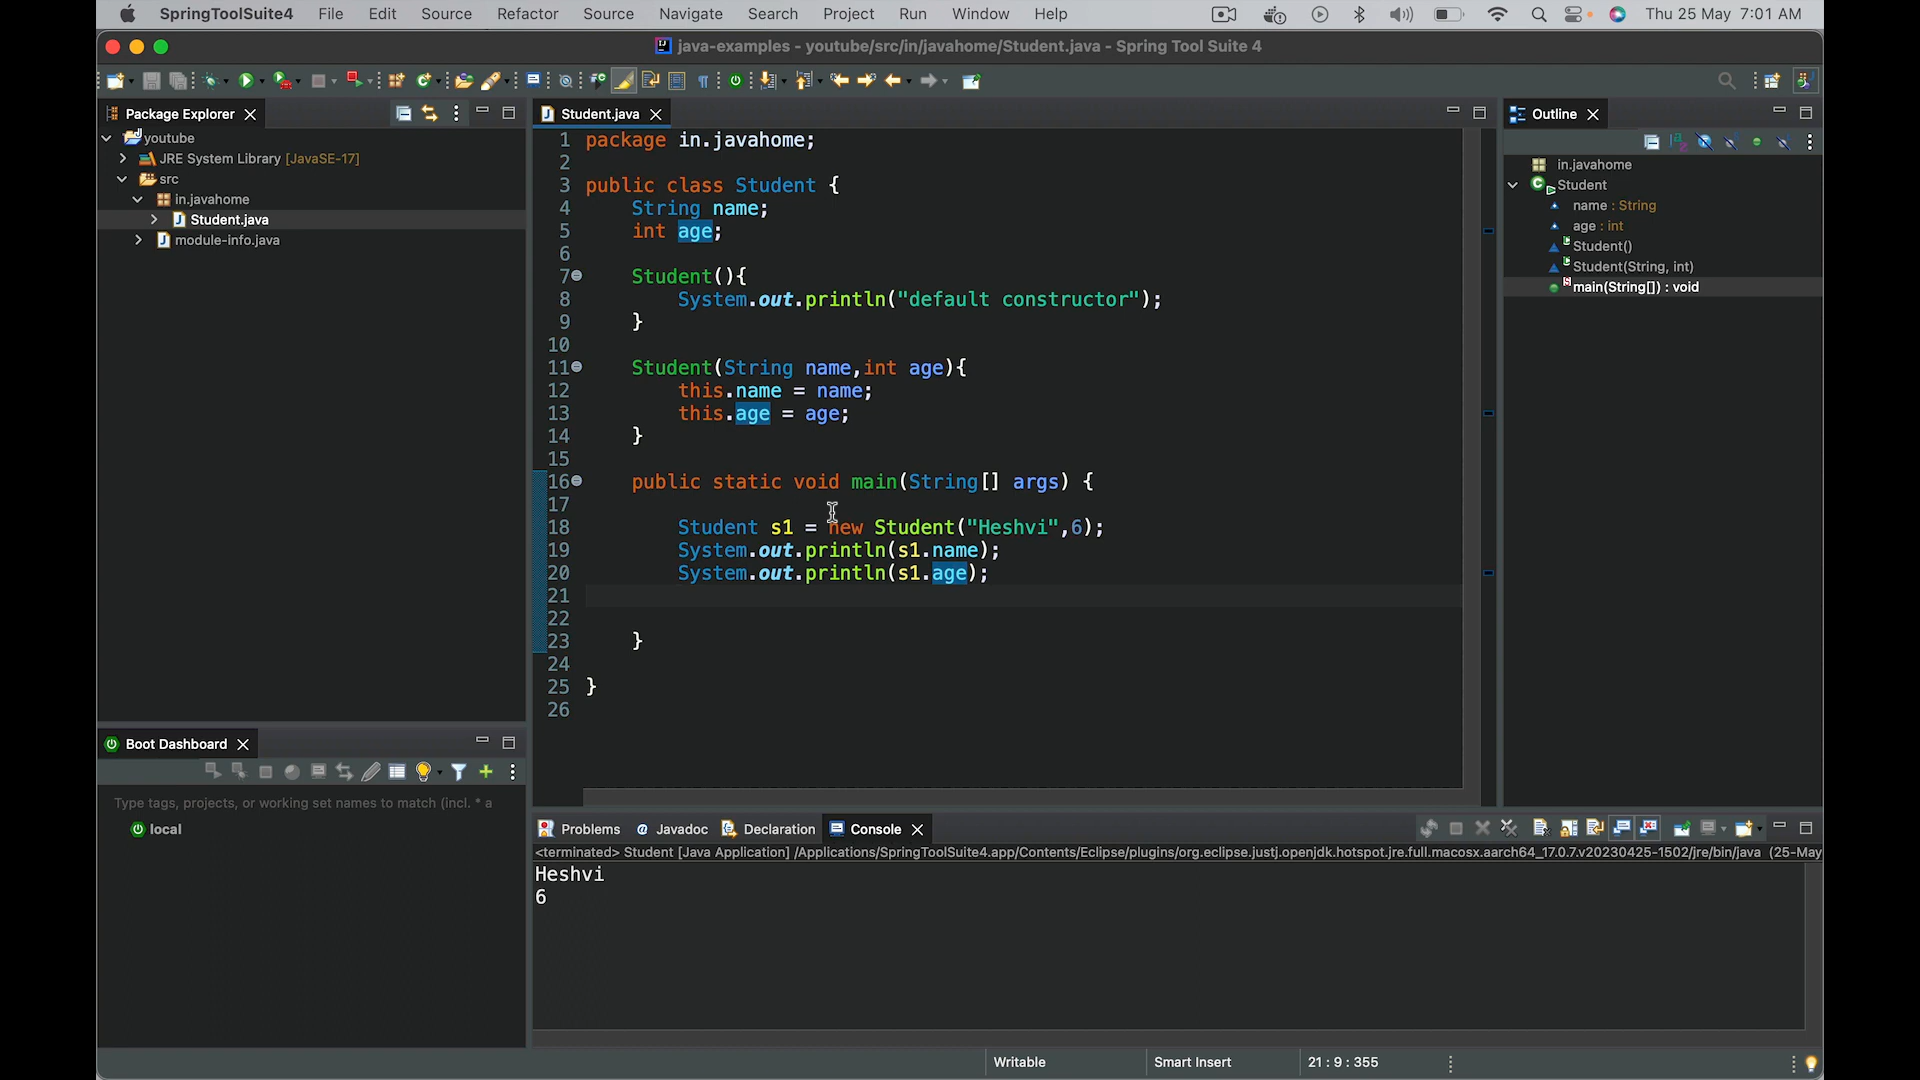 SpringToolSuite4 File Edit Source Refactor Source Navigate Search Project Run Window Help Thu 25 May 7:01 AM
java-examples - youtube/src/in/javahome/Student.java - Spring Tool Suite 4
Package Explorer
youtube
JRE System Library [JavaSE-17]
src
in.javahome
Student.java
module-info.java
Student.java
1 package in.javahome;
2
3 public class Student {
4 String name;
5 int age;
6
7 Student(){
8 System.out.println("default constructor");
9 }
10
11 Student(String name,int age){
12 this.name = name;
13 this.age = age;
14 }
15
16 public static void main(String[] args) {
17
18 Student s1 = new Student("Heshvi",6);
19 System.out.println(s1.name);
20 System.out.println(s1.age);
21
22
23 }
24
25 }
26
Outline
in.javahome
Student
name : String
age : int
Student()
Student(String, int)
main(String[]) : void
Boot Dashboard
Type tags, projects, or working set names to match (incl. * a
local
Problems Javadoc Declaration Console
<terminated> Student [Java Application] /Applications/SpringToolSuite4.app/Contents/Eclipse/plugins/org.eclipse.justj.openjdk.hotspot.jre.full.macosx.aarch64_17.0.7.v20230425-1502/jre/bin/java (25-May
Heshvi
6
Writable Smart Insert 21 : 9 : 355